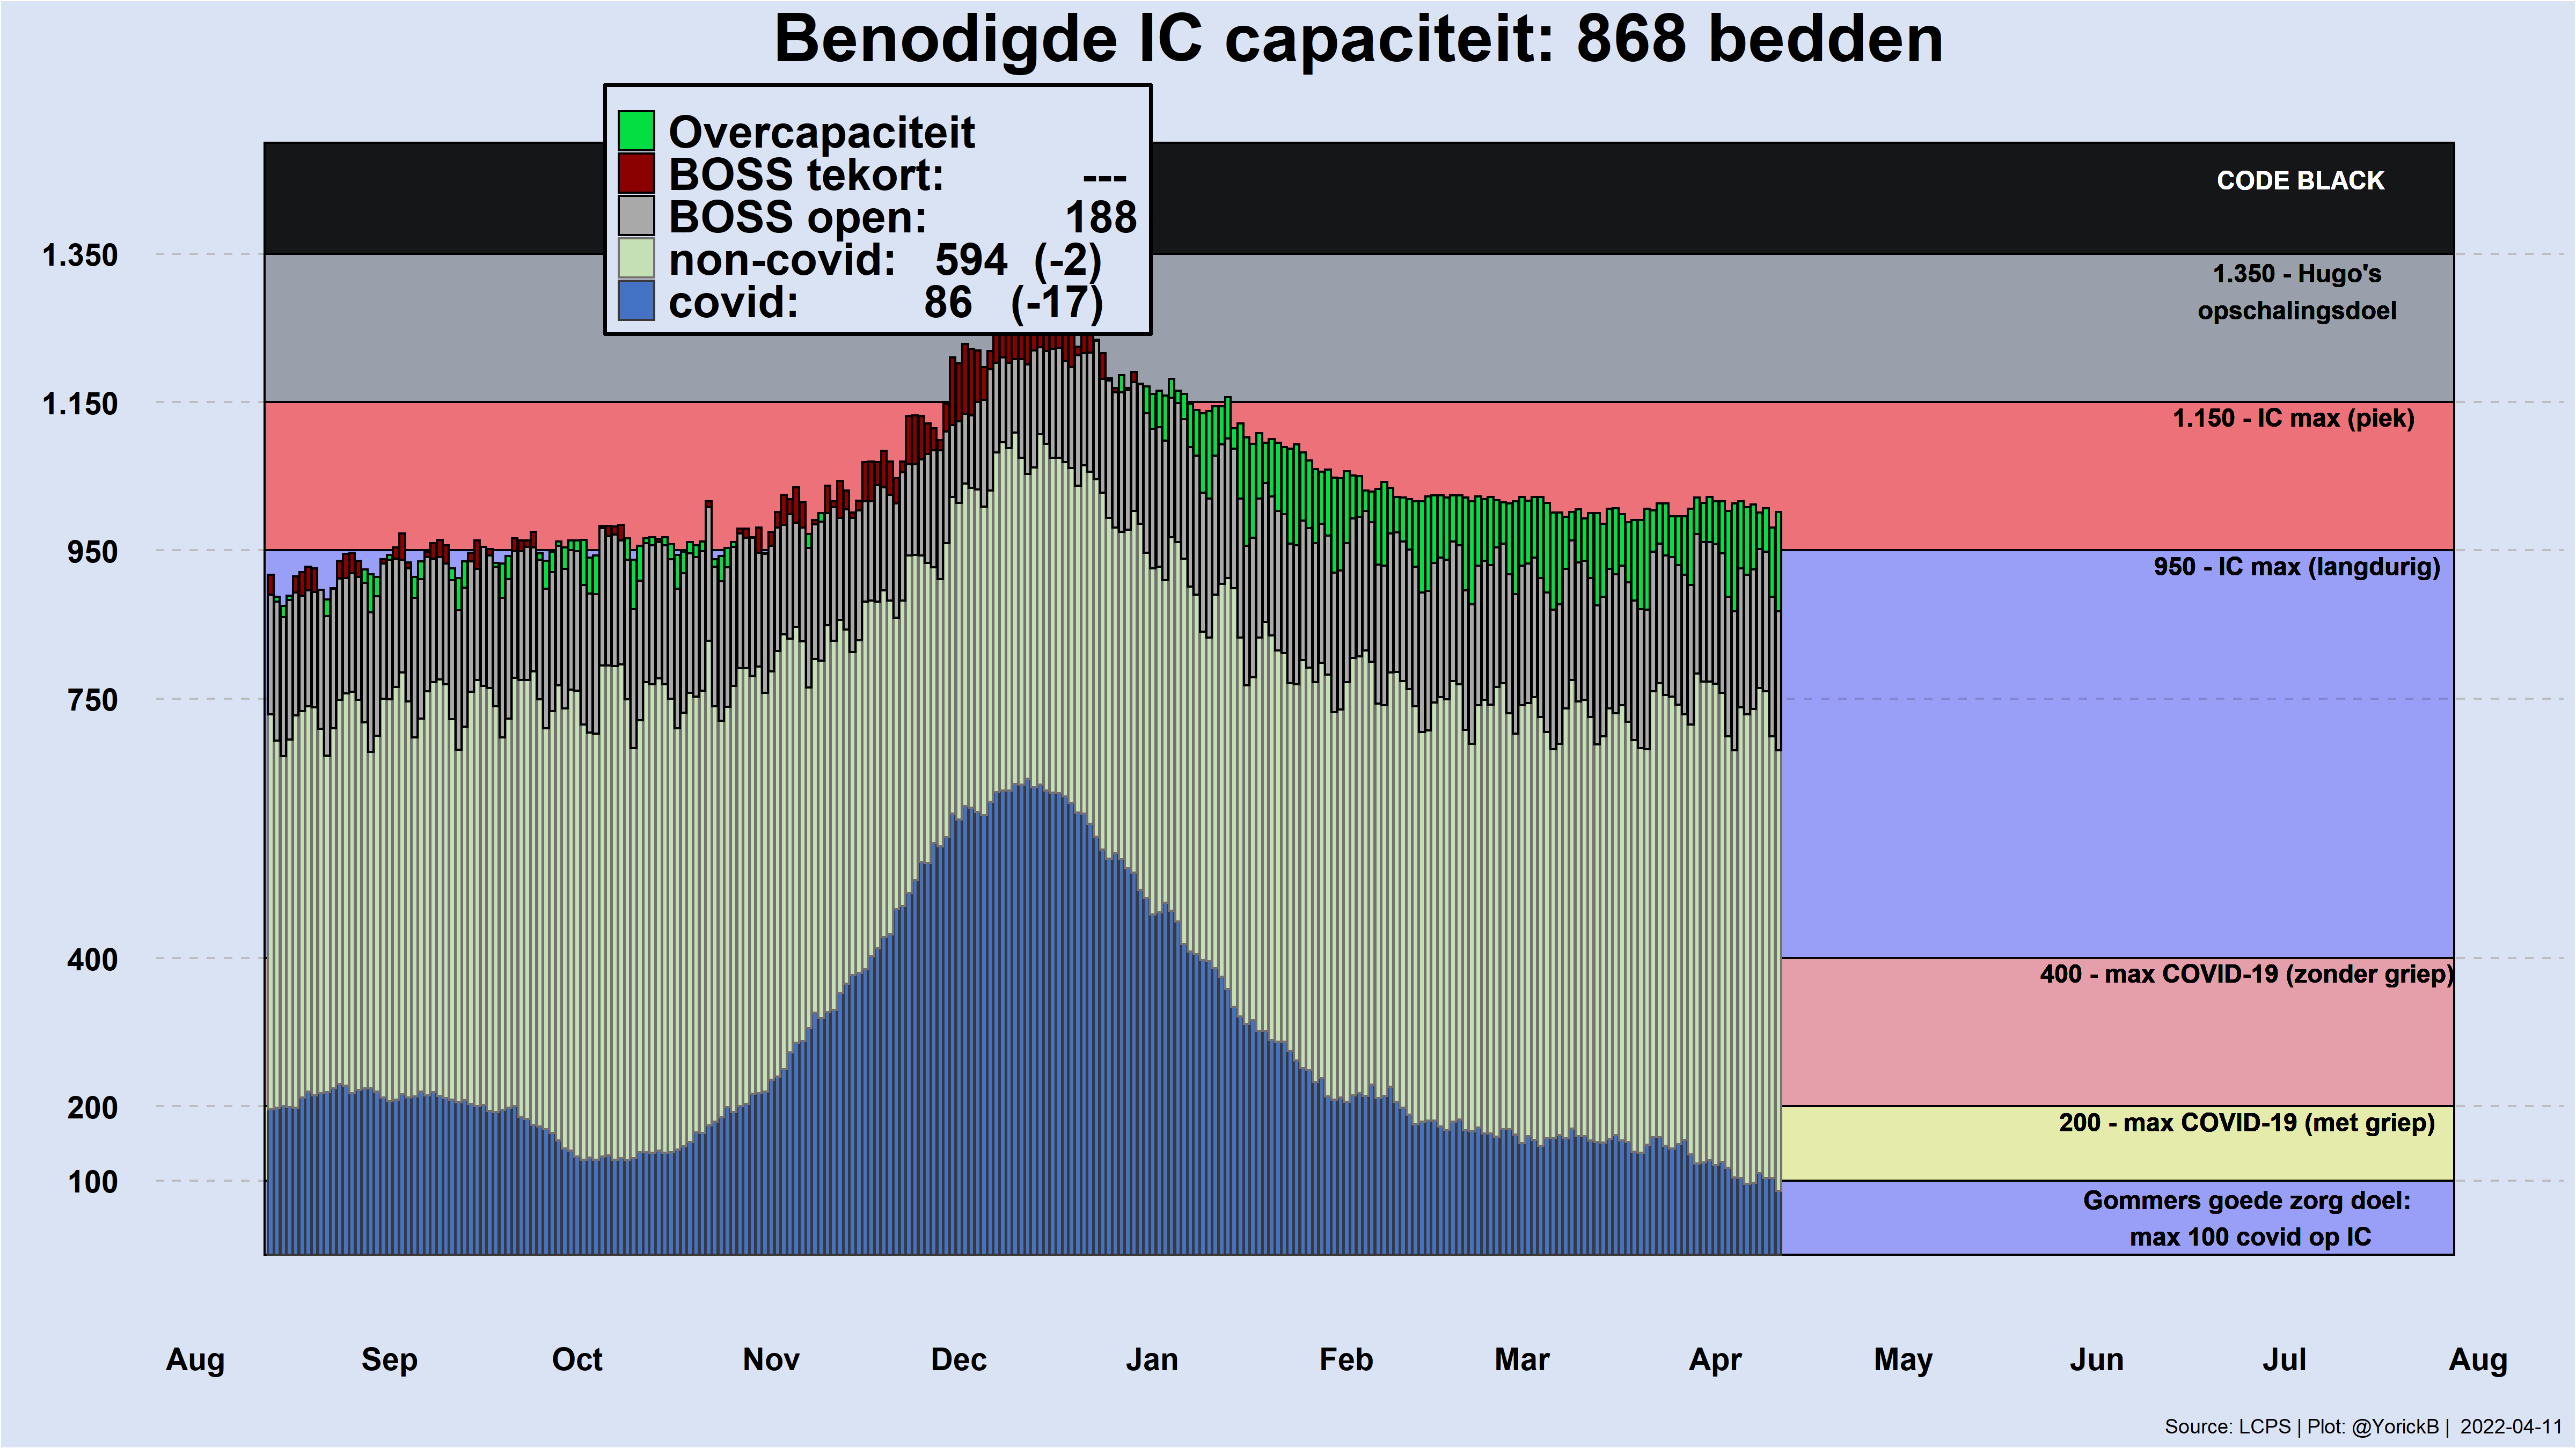 Benodigde IC capaciteit: 868 bedden
Overcapaciteit
BOSS tekort: ---
BOSS open: 188
non-covid: 594 (-2)
covid: 86 (-17)
CODE BLACK
1.350
1.350 - Hugo's
opschalingsdoel
1.150
1.150 - IC max (piek)
950
950 - IC max (langdurig)
750
400
400 - max COVID-19 (zonder griep)
200
200 - max COVID-19 (met griep)
100
Gommers goede zorg doel:
max 100 covid op IC
Aug Sep Oct Nov Dec Jan Feb Mar Apr May Jun Jul Aug
Source: LCPS | Plot: @YorickB | 2022-04-11